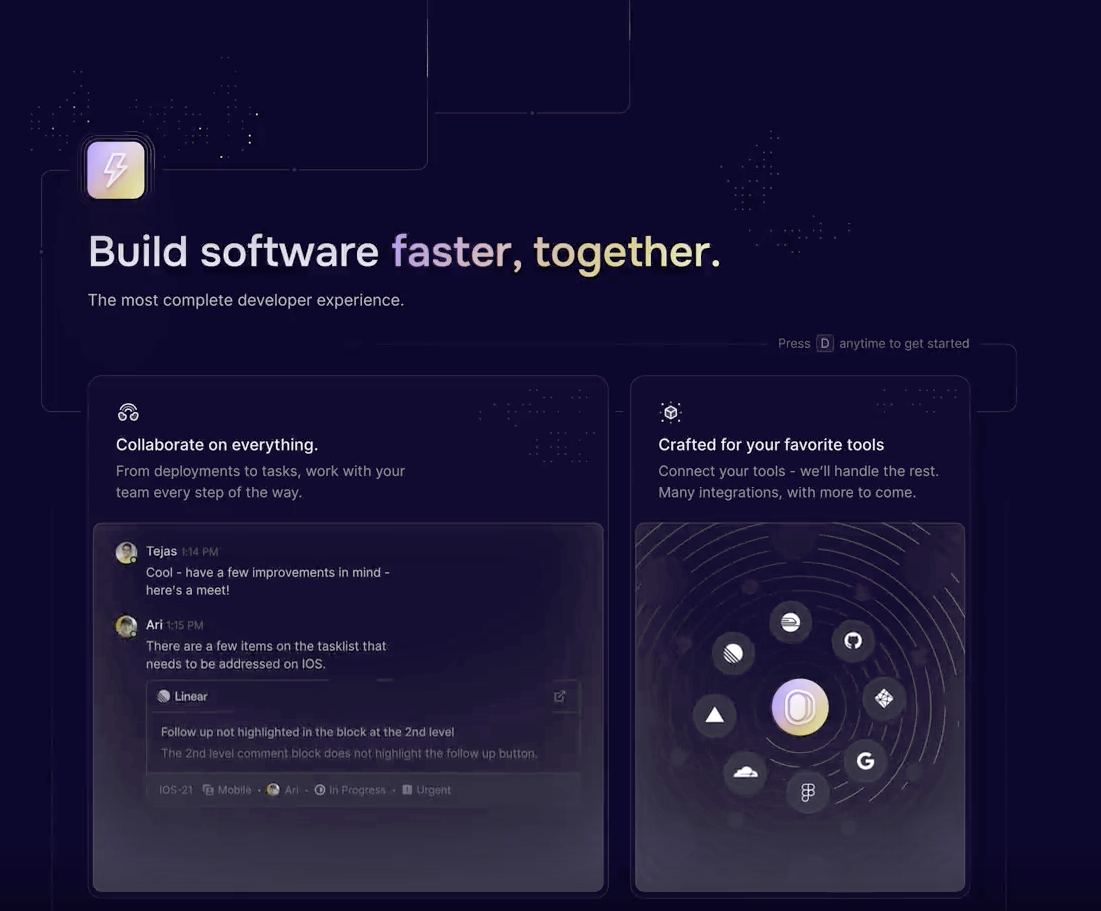 Build software faster, together.
The most complete developer experience.
Press D anytime to get started
Collaborate on everything.
From deployments to tasks, work with your
team every step of the way.
Crafted for your favorite tools
Connect your tools - we'll handle the rest.
Many integrations, with more to come.
Tejas 1:14 PM
Cool - have a few improvements in mind -
here's a meet!
Ari 1:15 PM
There are a few items on the tasklist that
needs to be addressed on IOS.
Linear
Follow up not highlighted in the block at the 2nd level
The 2nd level comment block does not highlight the follow up button.
IOS-21 Mobile • Ari • In Progress • Urgent
G